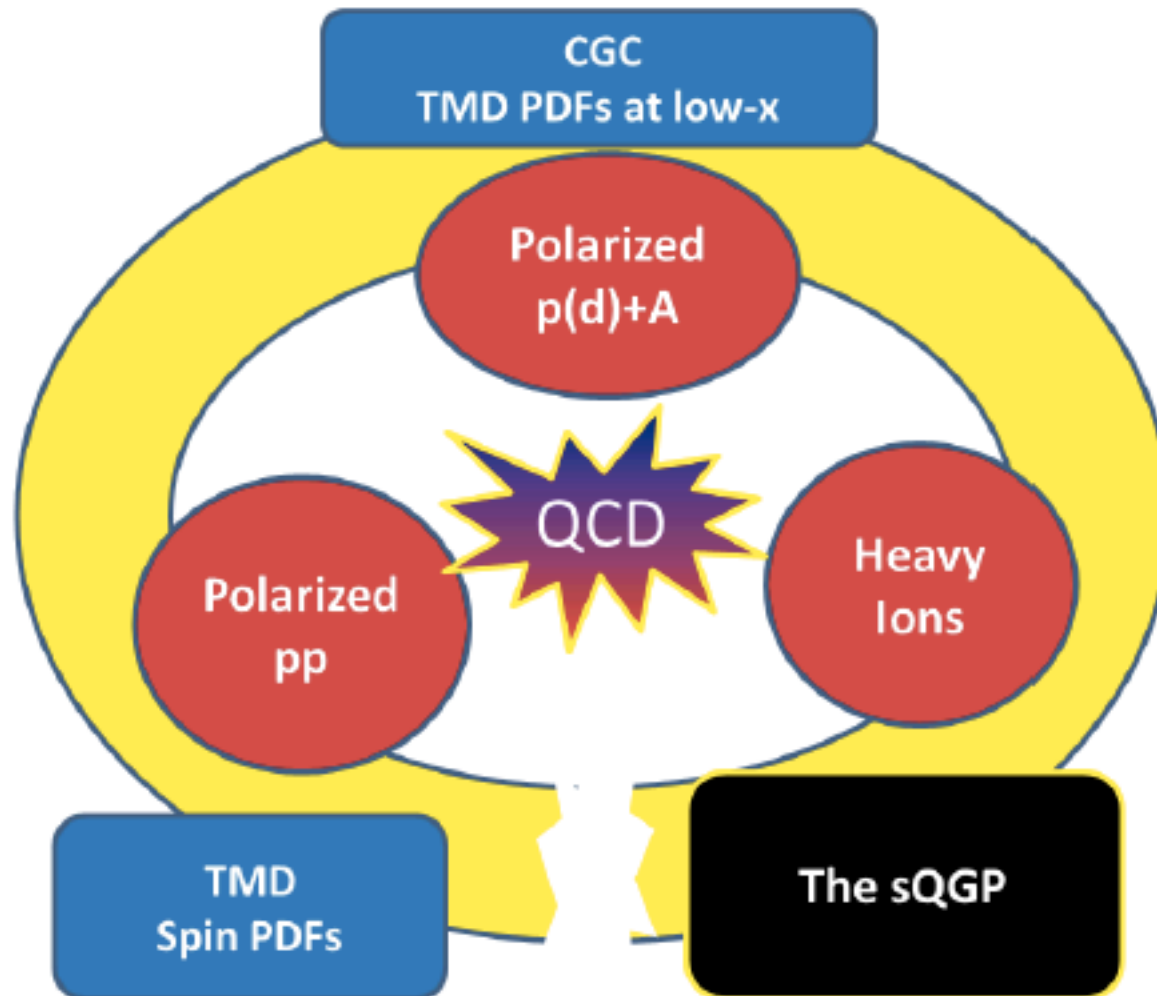 CGC
TMD PDFs at low-x
Polarized
p(d)+A
QCD
Polarized
pp
Heavy
Ions
TMD
Spin PDFs
The sQGP